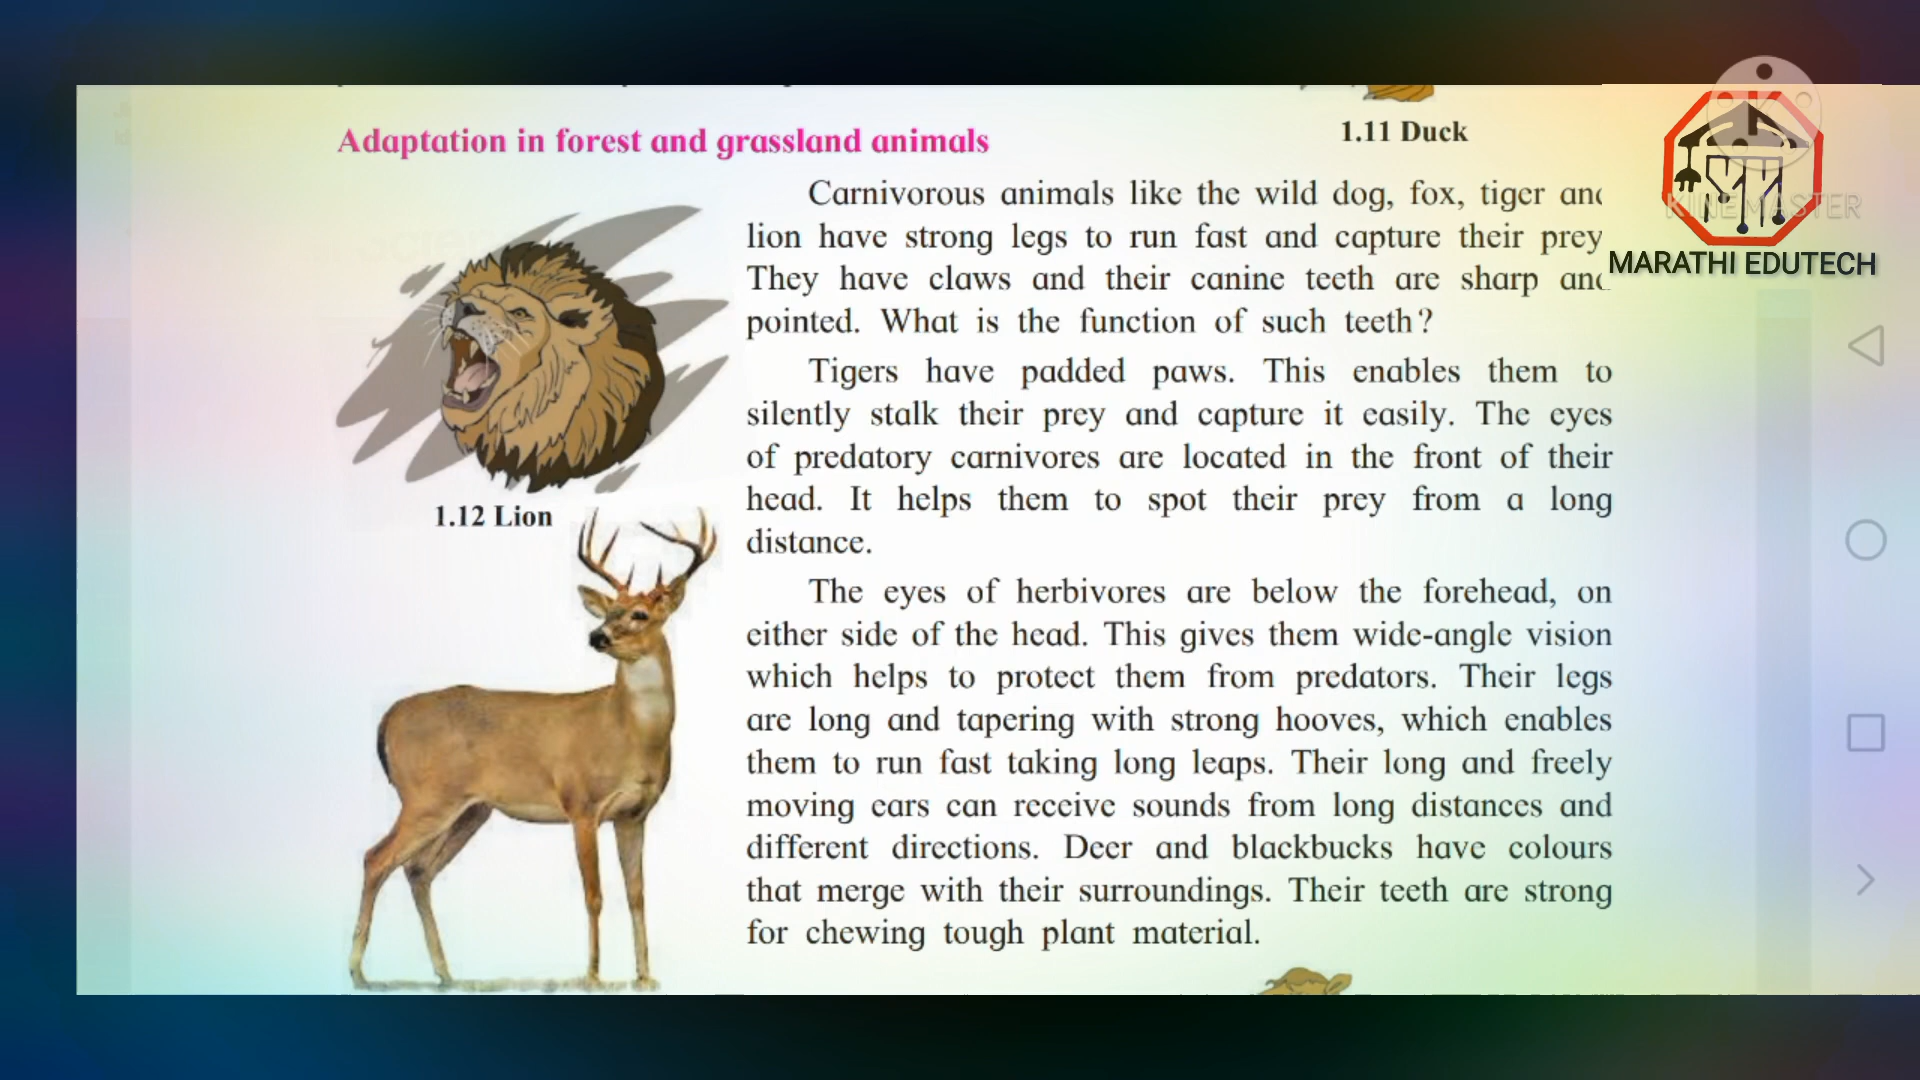 Adaptation in forest and grassland animals
1.11 Duck
Carnivorous animals like the wild dog, fox, tiger
lion have strong legs to run fast and capture their prey
They have claws and their canine teeth are sharp
pointed. What is the function of such teeth?
Tigers have padded paws. This enables them to
silently stalk their prey and capture it easily. The eyes
of predatory carnivores are located in the front of their
head. It helps them to spot their prey from a long
distance.
The eyes of herbivores are below the forehead, on
either side of the head. This gives them wide-angle vision
which helps to protect them from predators. Their legs
are long and tapering with strong hooves, which enables
them to run fast taking long leaps. Their long and freely
moving ears can receive sounds from long distances and
different directions. Deer and blackbucks have colours
that merge with their surroundings. Their teeth are strong
for chewing tough plant material.
1.12 Lion
KINEMASTER
MARATHI EDUTECH